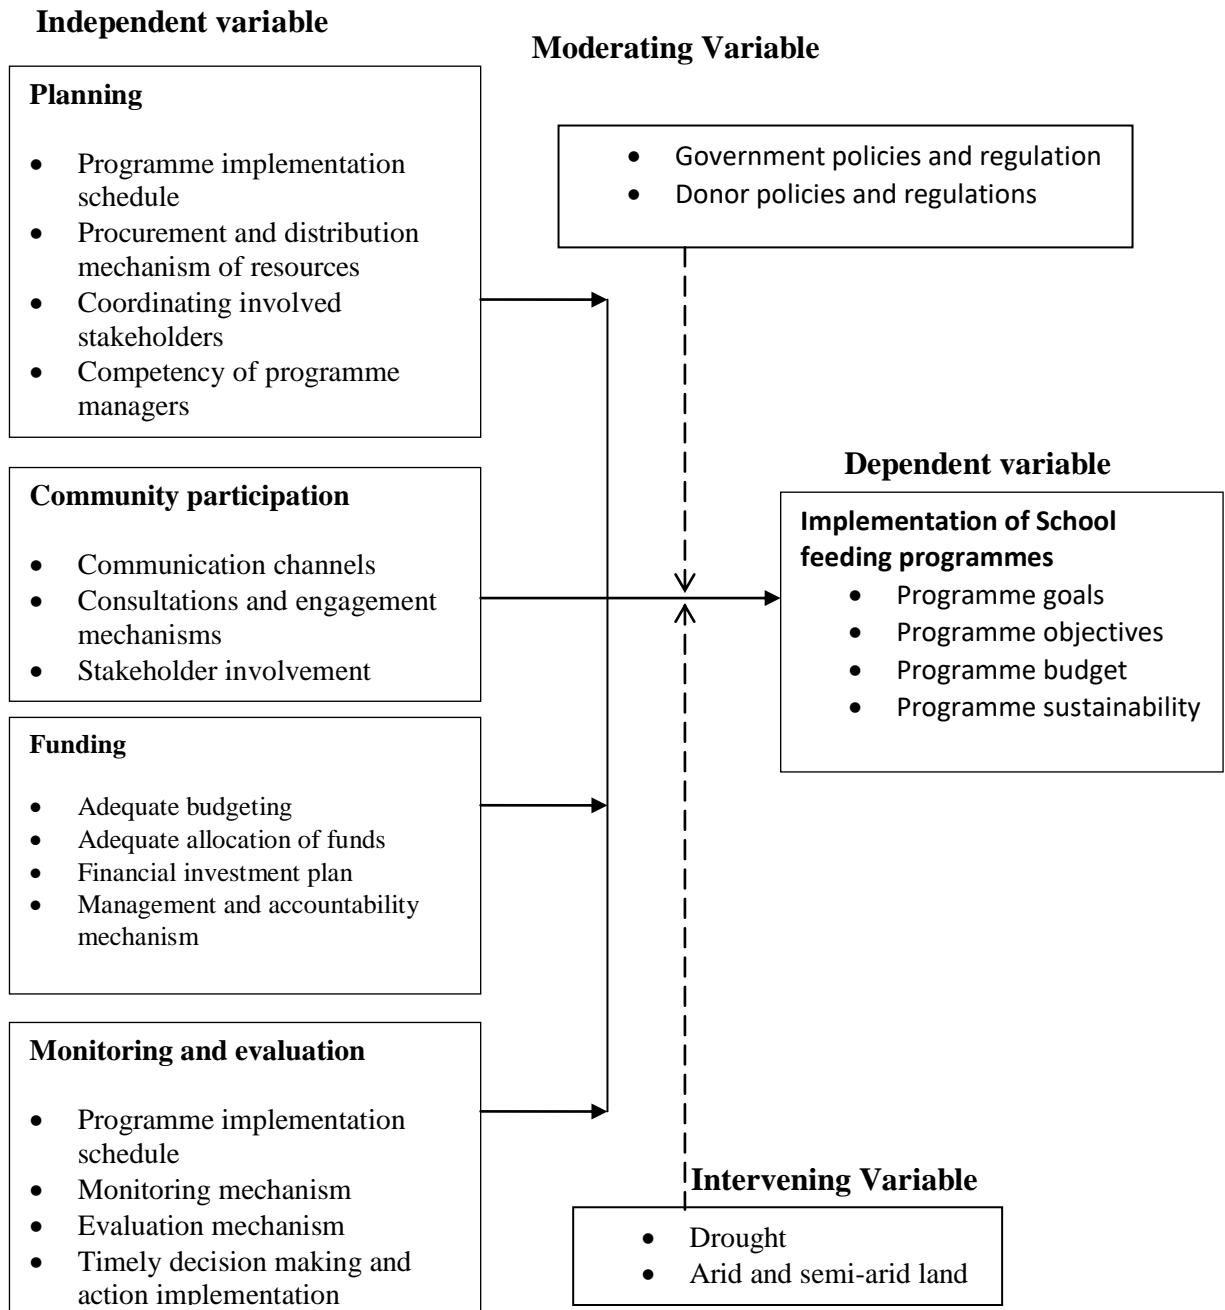 Independent variable
Moderating Variable
Planning
• Programme implementation
schedule
• Procurement and distribution
mechanism of resources
• Coordinating involved
stakeholders
• Competency of programme
managers
• Government policies and regulation
• Donor policies and regulations
Community participation
• Communication channels
• Consultations and engagement
mechanisms
• Stakeholder involvement
Dependent variable
Implementation of School
feeding programmes
• Programme goals
• Programme objectives
• Programme budget
• Programme sustainability
Funding
• Adequate budgeting
• Adequate allocation of funds
• Financial investment plan
• Management and accountability
mechanism
Monitoring and evaluation
• Programme implementation
schedule
• Monitoring mechanism
• Evaluation mechanism
• Timely decision making and
action implementation
Intervening Variable
• Drought
• Arid and semi-arid land